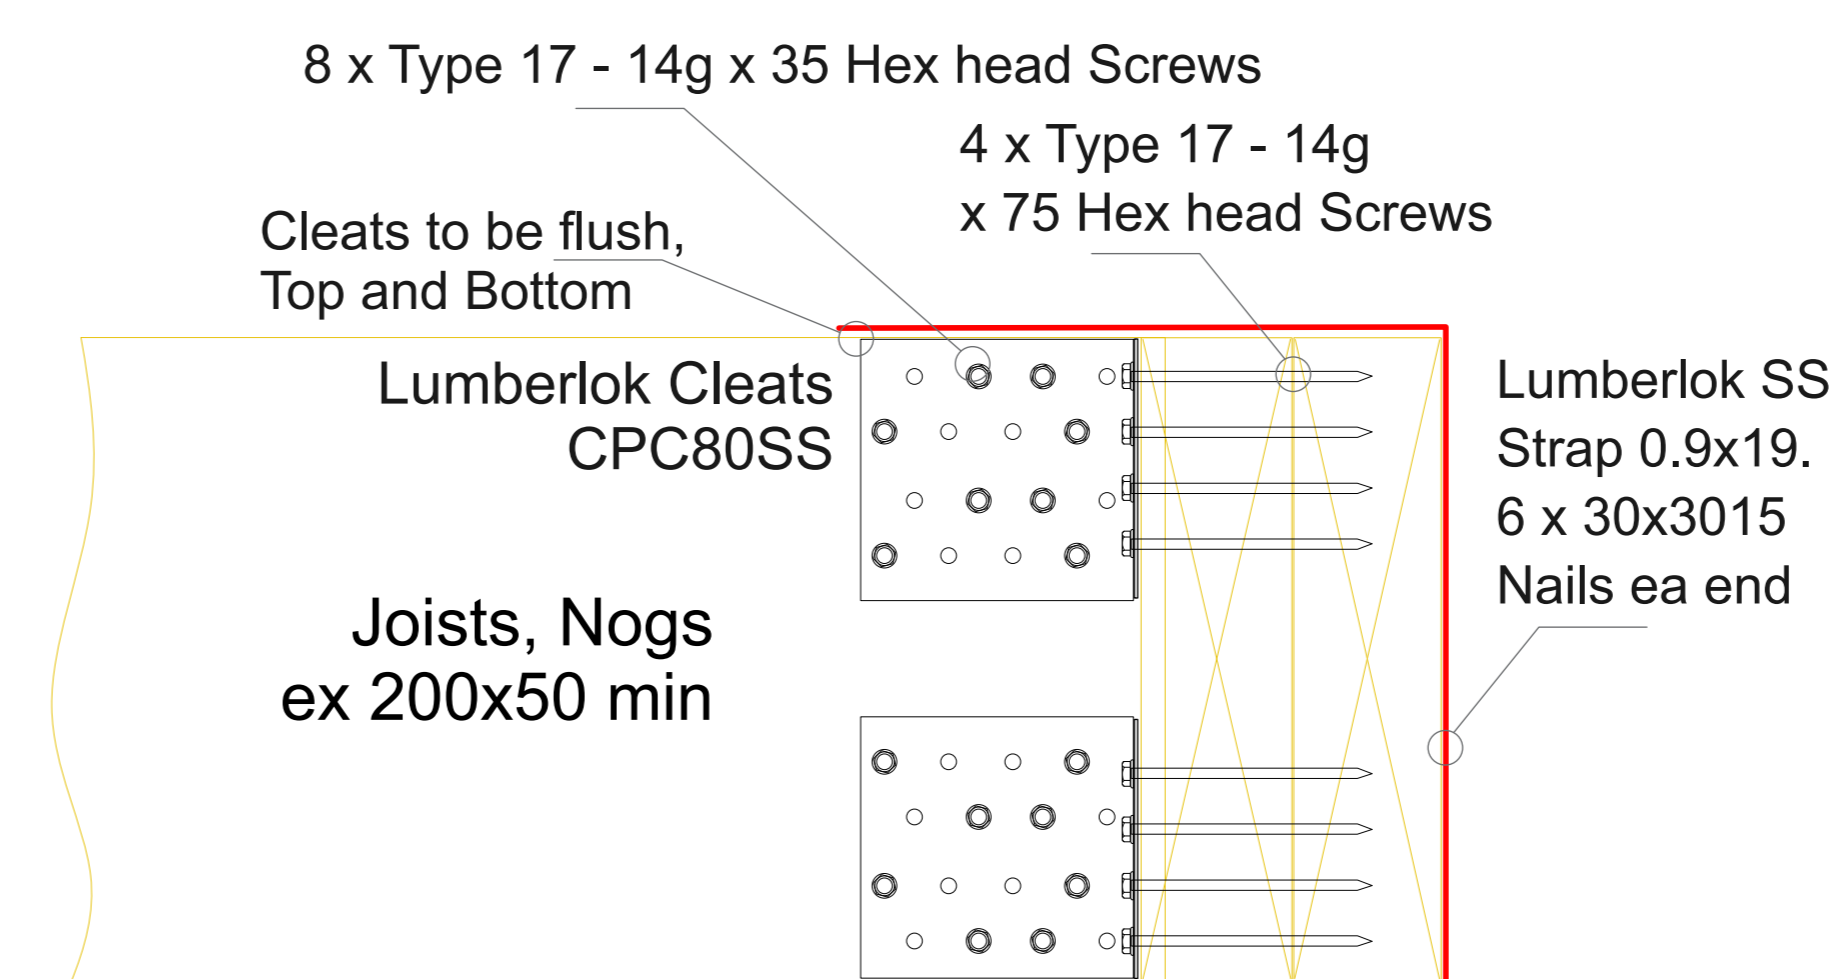 8 x Type 17 - 14g x 35 Hex head Screws
4 x Type 17 - 14g
x 75 Hex head Screws
Cleats to be flush,
Top and Bottom
Lumberlok Cleats
CPC80SS
Lumberlok SS
Strap 0.9x19.
6 x 30x3015
Nails ea end
Joists, Nogs
ex 200x50 min